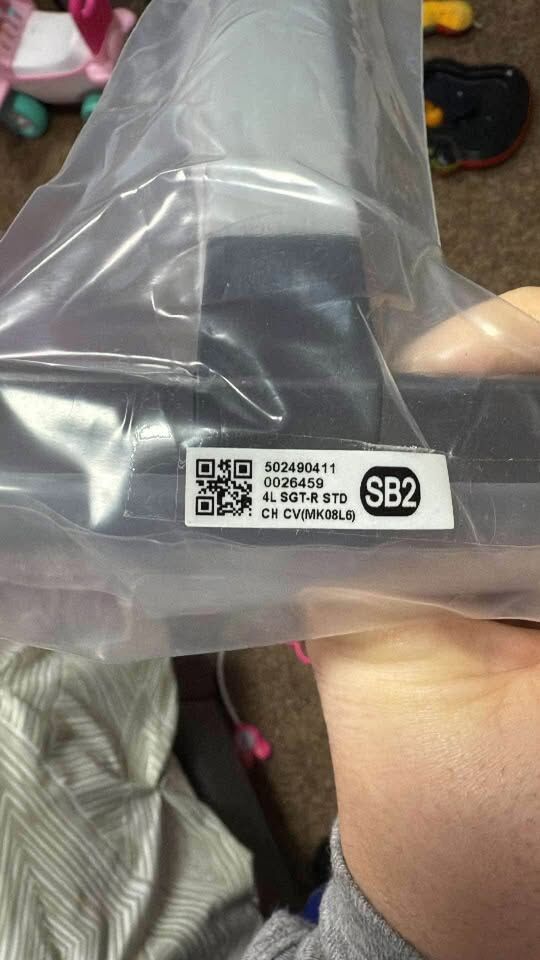 502490411
0026459
4L SGT-R STD
CH CV(MK08L6)
SB2